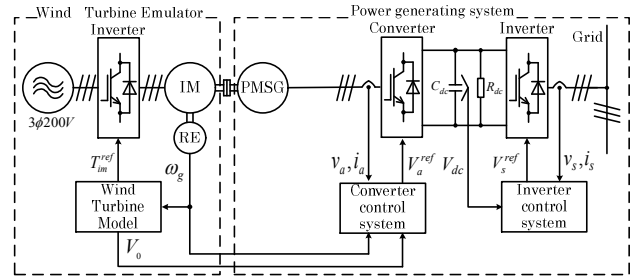 Wind Turbine Emulator
Power generating system
Inverter
Converter
Inverter
Grid
3ϕ200V
IM
PMSG
RE
C_dc
R_dc
T_im^ref
ω_g
v_a,i_a
V_a^ref
V_dc
V_s^ref
v_s,i_s
Wind
Turbine
Model
Converter
control
system
Inverter
control
system
V_0